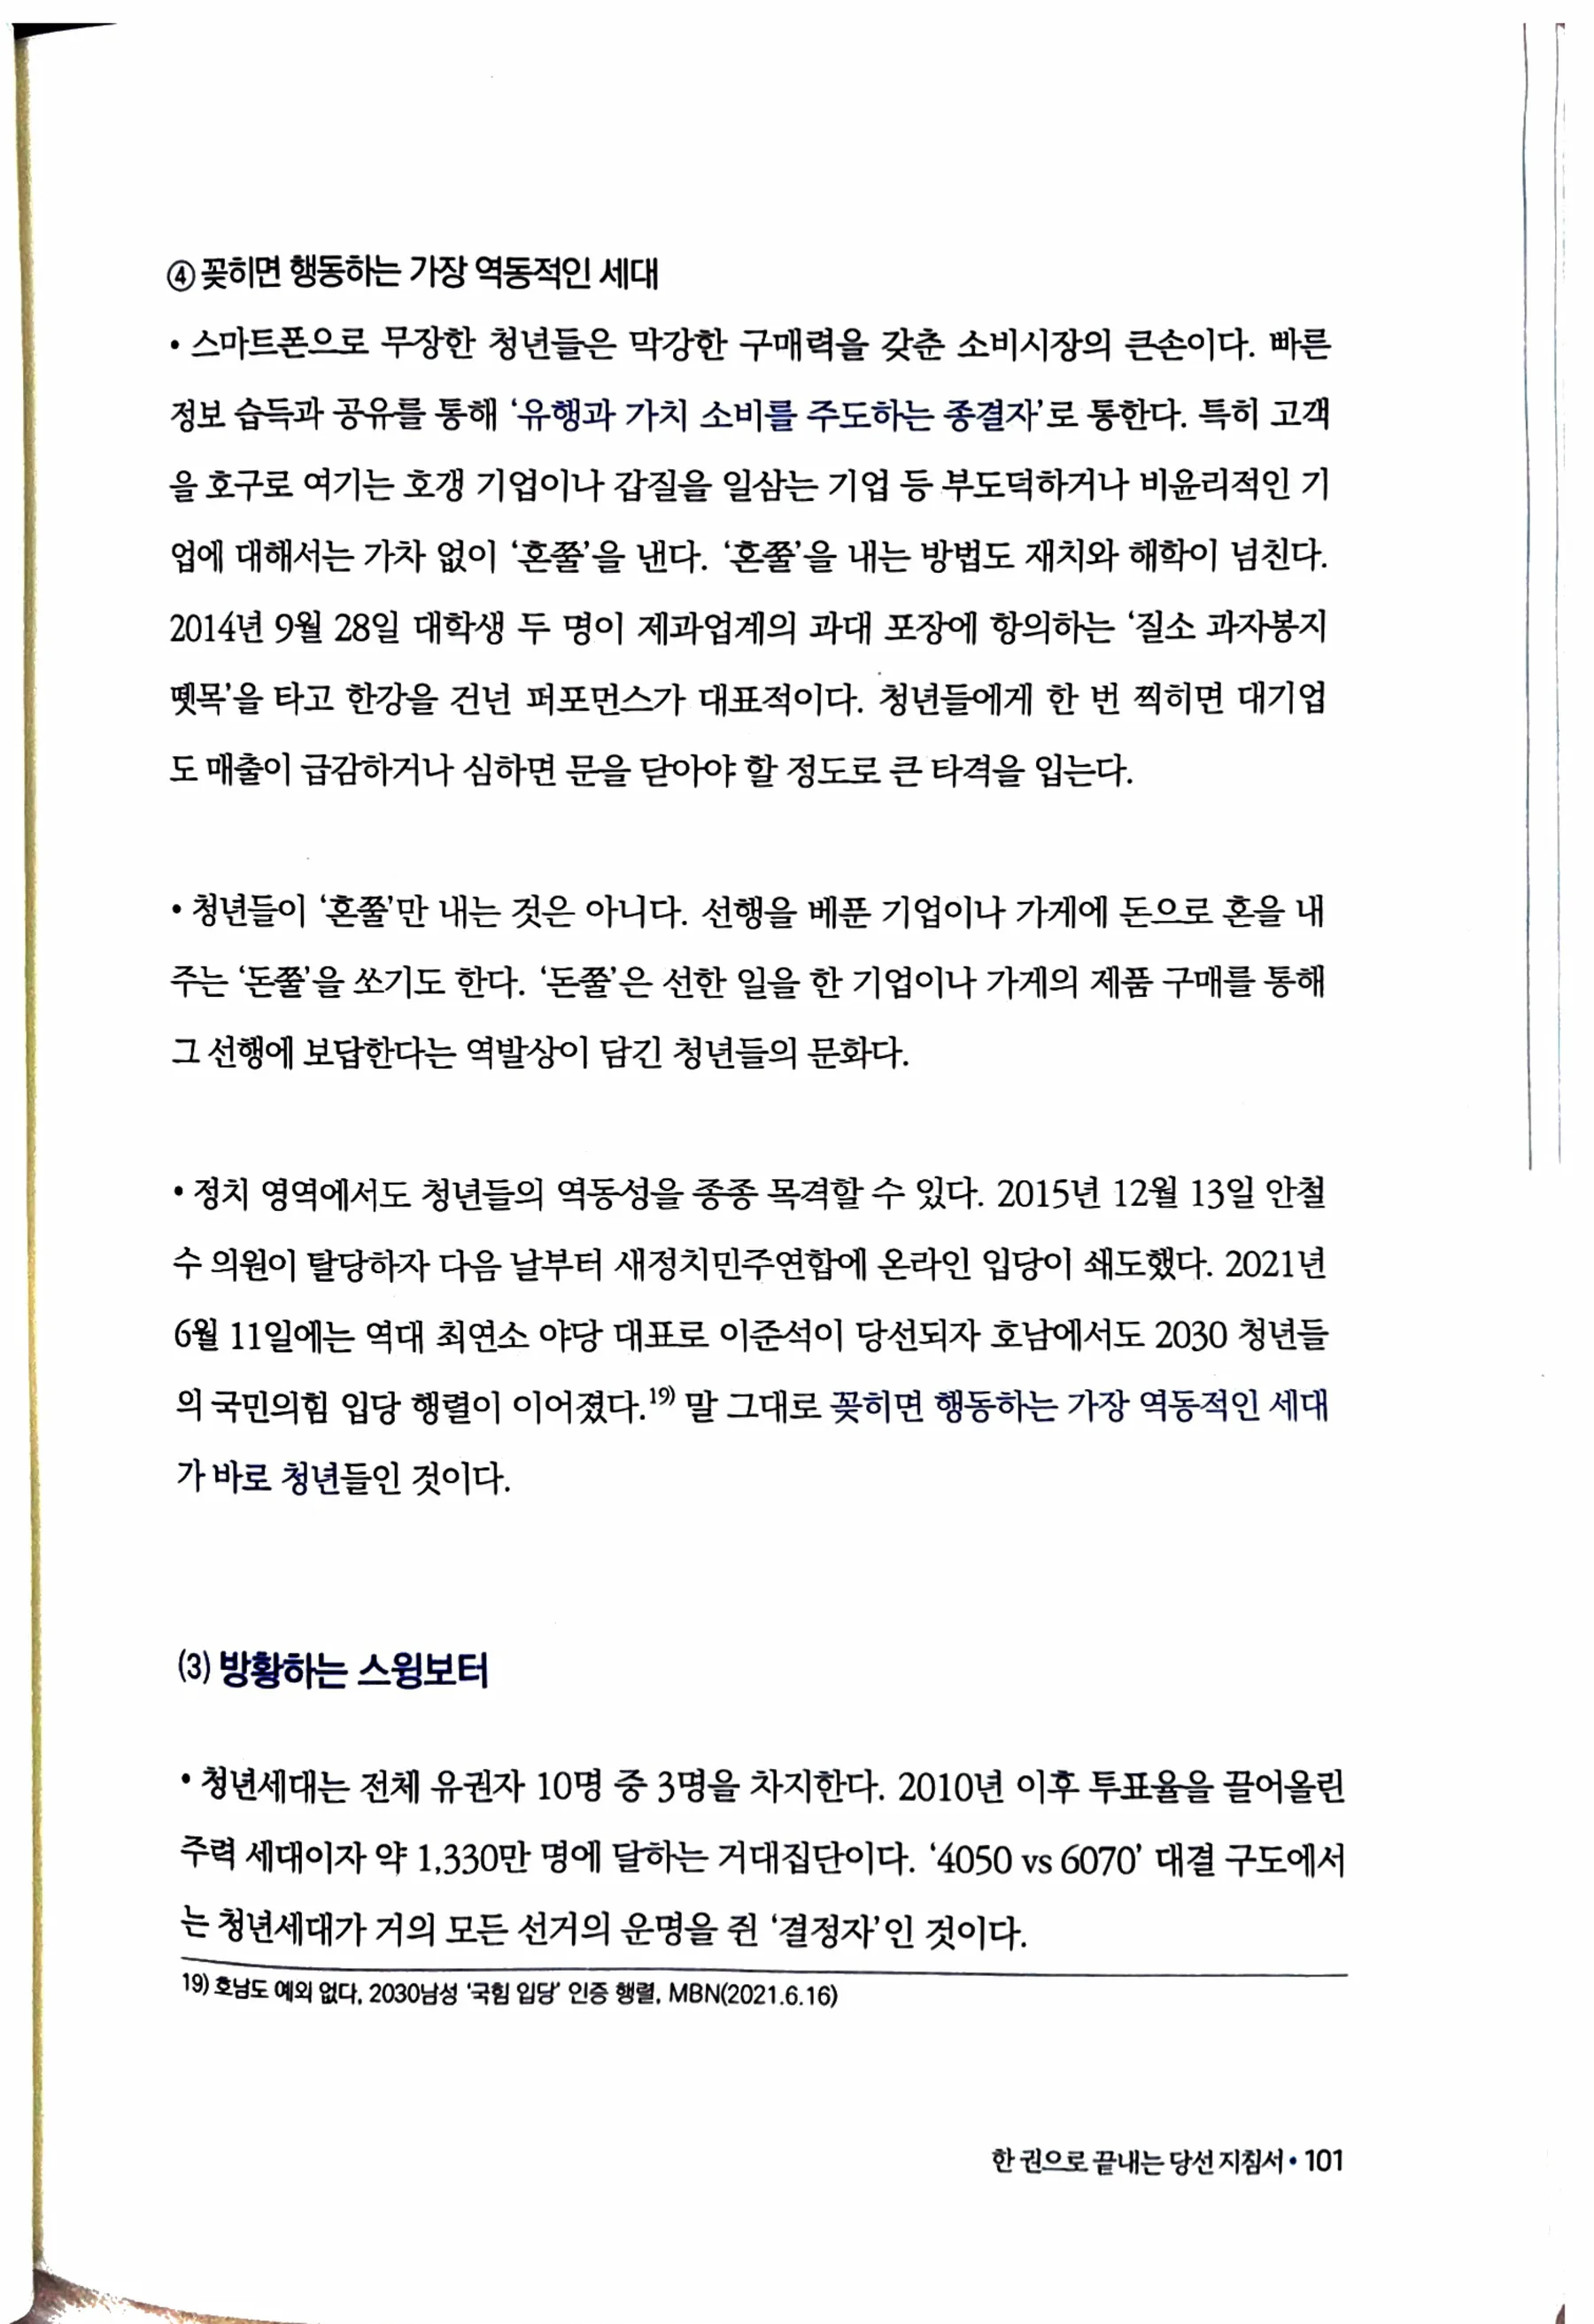 ④ 꽂히면 행동하는 가장 역동적인 세대
• 스마트폰으로 무장한 청년들은 막강한 구매력을 갖춘 소비시장의 큰손이다. 빠른
정보 습득과 공유를 통해 ‘유행과 가치 소비를 주도하는 종결자’로 통한다. 특히 고객
을 호구로 여기는 호갱 기업이나 갑질을 일삼는 기업 등 부도덕하거나 비윤리적인 기
업에 대해서는 가차 없이 ‘혼쭐’을 낸다. ‘혼쭐’을 내는 방법도 재치와 해학이 넘친다.
2014년 9월 28일 대학생 두 명이 제과업계의 과대 포장에 항의하는 ‘질소 과자봉지
뗏목’을 타고 한강을 건넌 퍼포먼스가 대표적이다. 청년들에게 한 번 찍히면 대기업
도 매출이 급감하거나 심하면 문을 닫아야 할 정도로 큰 타격을 입는다.
• 청년들이 ‘혼쭐’만 내는 것은 아니다. 선행을 베푼 기업이나 가게에 돈으로 혼을 내
주는 ‘돈쭐’을 쏘기도 한다. ‘돈쭐’은 선한 일을 한 기업이나 가게의 제품 구매를 통해
그 선행에 보답한다는 역발상이 담긴 청년들의 문화다.
• 정치 영역에서도 청년들의 역동성을 종종 목격할 수 있다. 2015년 12월 13일 안철
수 의원이 탈당하자 다음 날부터 새정치민주연합에 온라인 입당이 쇄도했다. 2021년
6월 11일에는 역대 최연소 야당 대표로 이준석이 당선되자 호남에서도 2030 청년들
의 국민의힘 입당 행렬이 이어졌다.19) 말 그대로 꽂히면 행동하는 가장 역동적인 세대
가 바로 청년들인 것이다.
(3) 방황하는 스윙보터
• 청년세대는 전체 유권자 10명 중 3명을 차지한다. 2010년 이후 투표율을 끌어올린
주력 세대이자 약 1,330만 명에 달하는 거대집단이다. ‘4050 vs 6070’ 대결 구도에서
는 청년세대가 거의 모든 선거의 운명을 쥔 ‘결정자’인 것이다.
19) 호남도 예외 없다, 2030남성 ‘국힘 입당’ 인증 행렬, MBN(2021.6.16)
한 권으로 끝내는 당선 지침서 • 101